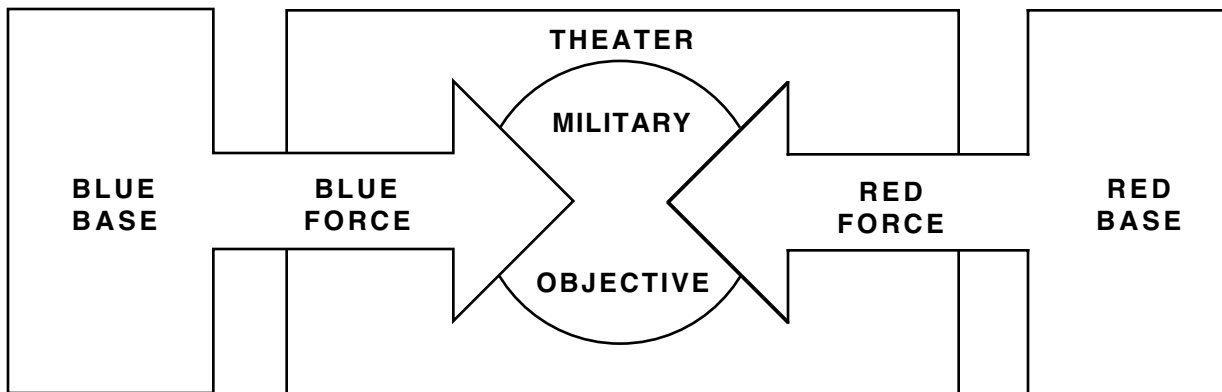 THEATER
MILITARY
BLUE
BASE
BLUE
FORCE
RED
FORCE
RED
BASE
OBJECTIVE